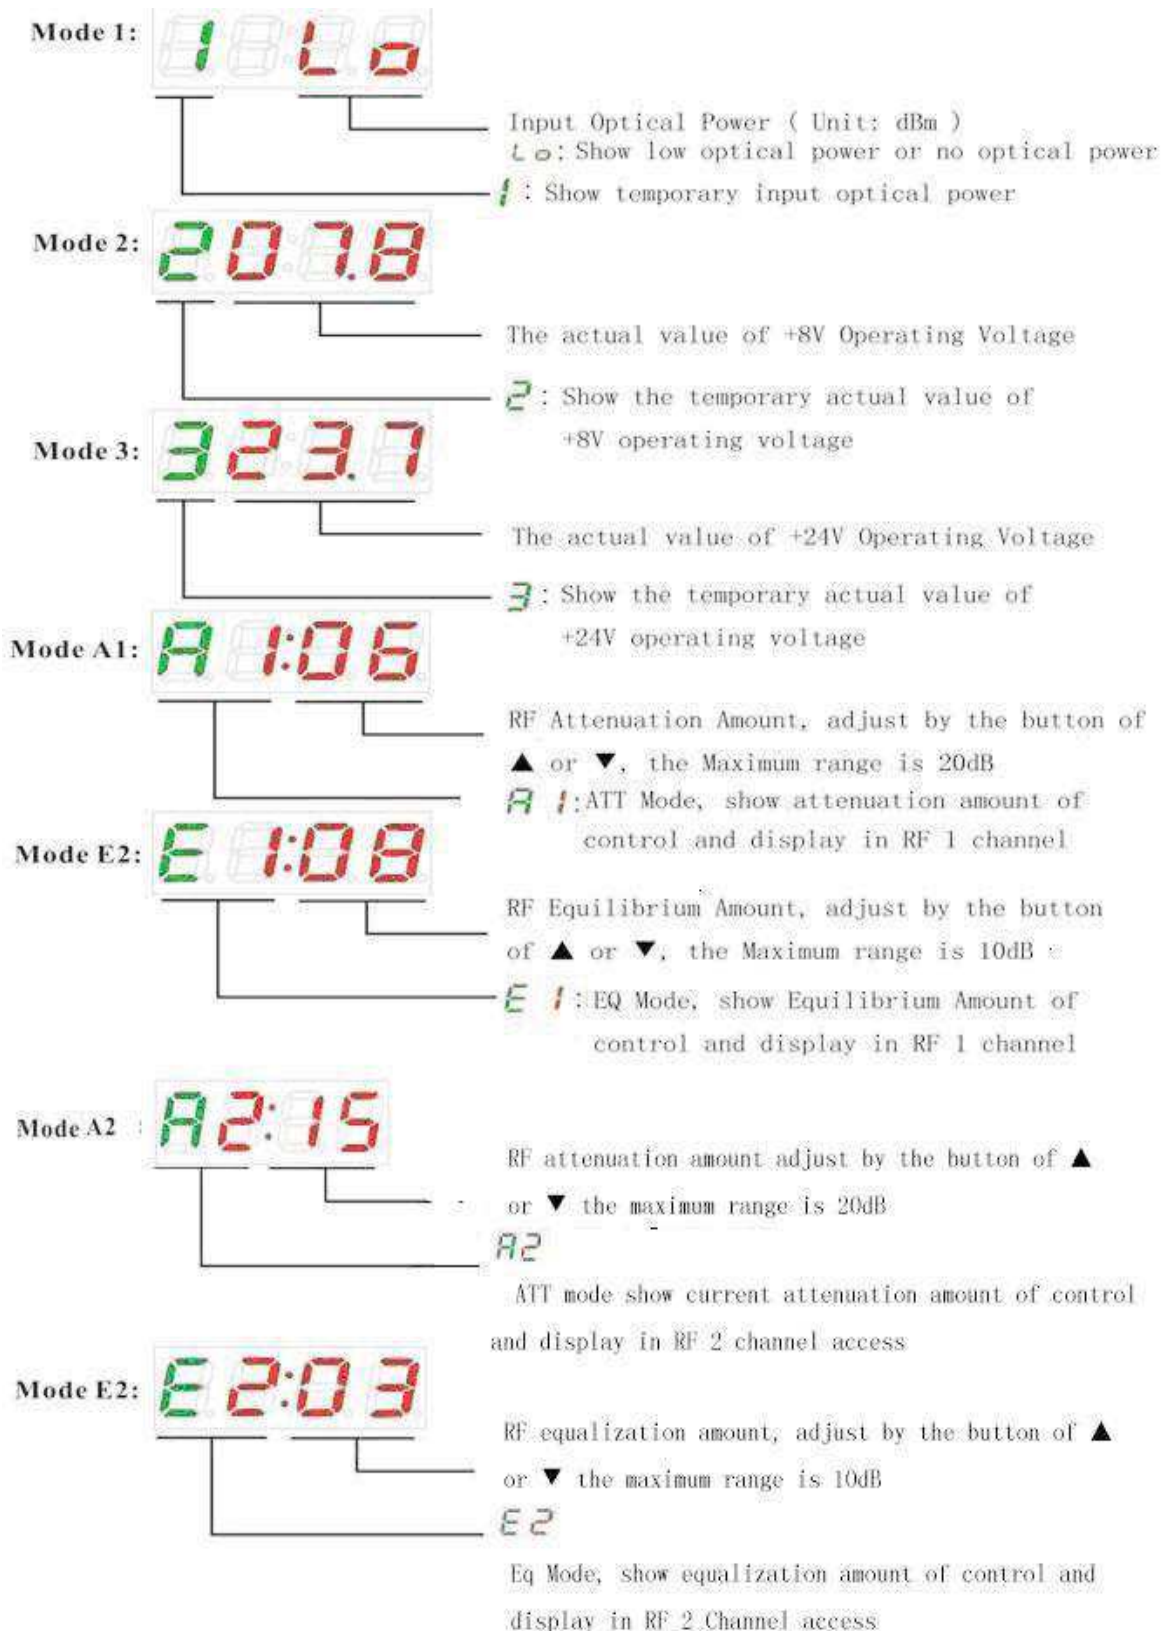 Mode 1: 1 Lo
Input Optical Power ( Unit: dBm )
Lo: Show low optical power or no optical power
1: Show temporary input optical power
Mode 2: 207.8
The actual value of +8V Operating Voltage
2: Show the temporary actual value of
+8V operating voltage
Mode 3: 323.7
The actual value of +24V Operating Voltage
3: Show the temporary actual value of
+24V operating voltage
Mode A1: A 1:06
RF Attenuation Amount, adjust by the button of
▲ or ▼, the Maximum range is 20dB
A 1:ATT Mode, show attenuation amount of
control and display in RF 1 channel
Mode E2: E 1:08
RF Equilibrium Amount, adjust by the button
of ▲ or ▼, the Maximum range is 10dB
E 1: EQ Mode, show Equilibrium Amount of
control and display in RF 1 channel
Mode A2 : A2:15
RF attenuation amount adjust by the button of ▲
or ▼ the maximum range is 20dB
A2
ATT mode show current attenuation amount of control
and display in RF 2 channel access
Mode E2: E2:03
RF equalization amount, adjust by the button of ▲
or ▼ the maximum range is 10dB
E2
Eq Mode, show equalization amount of control and
display in RF 2 Channel access